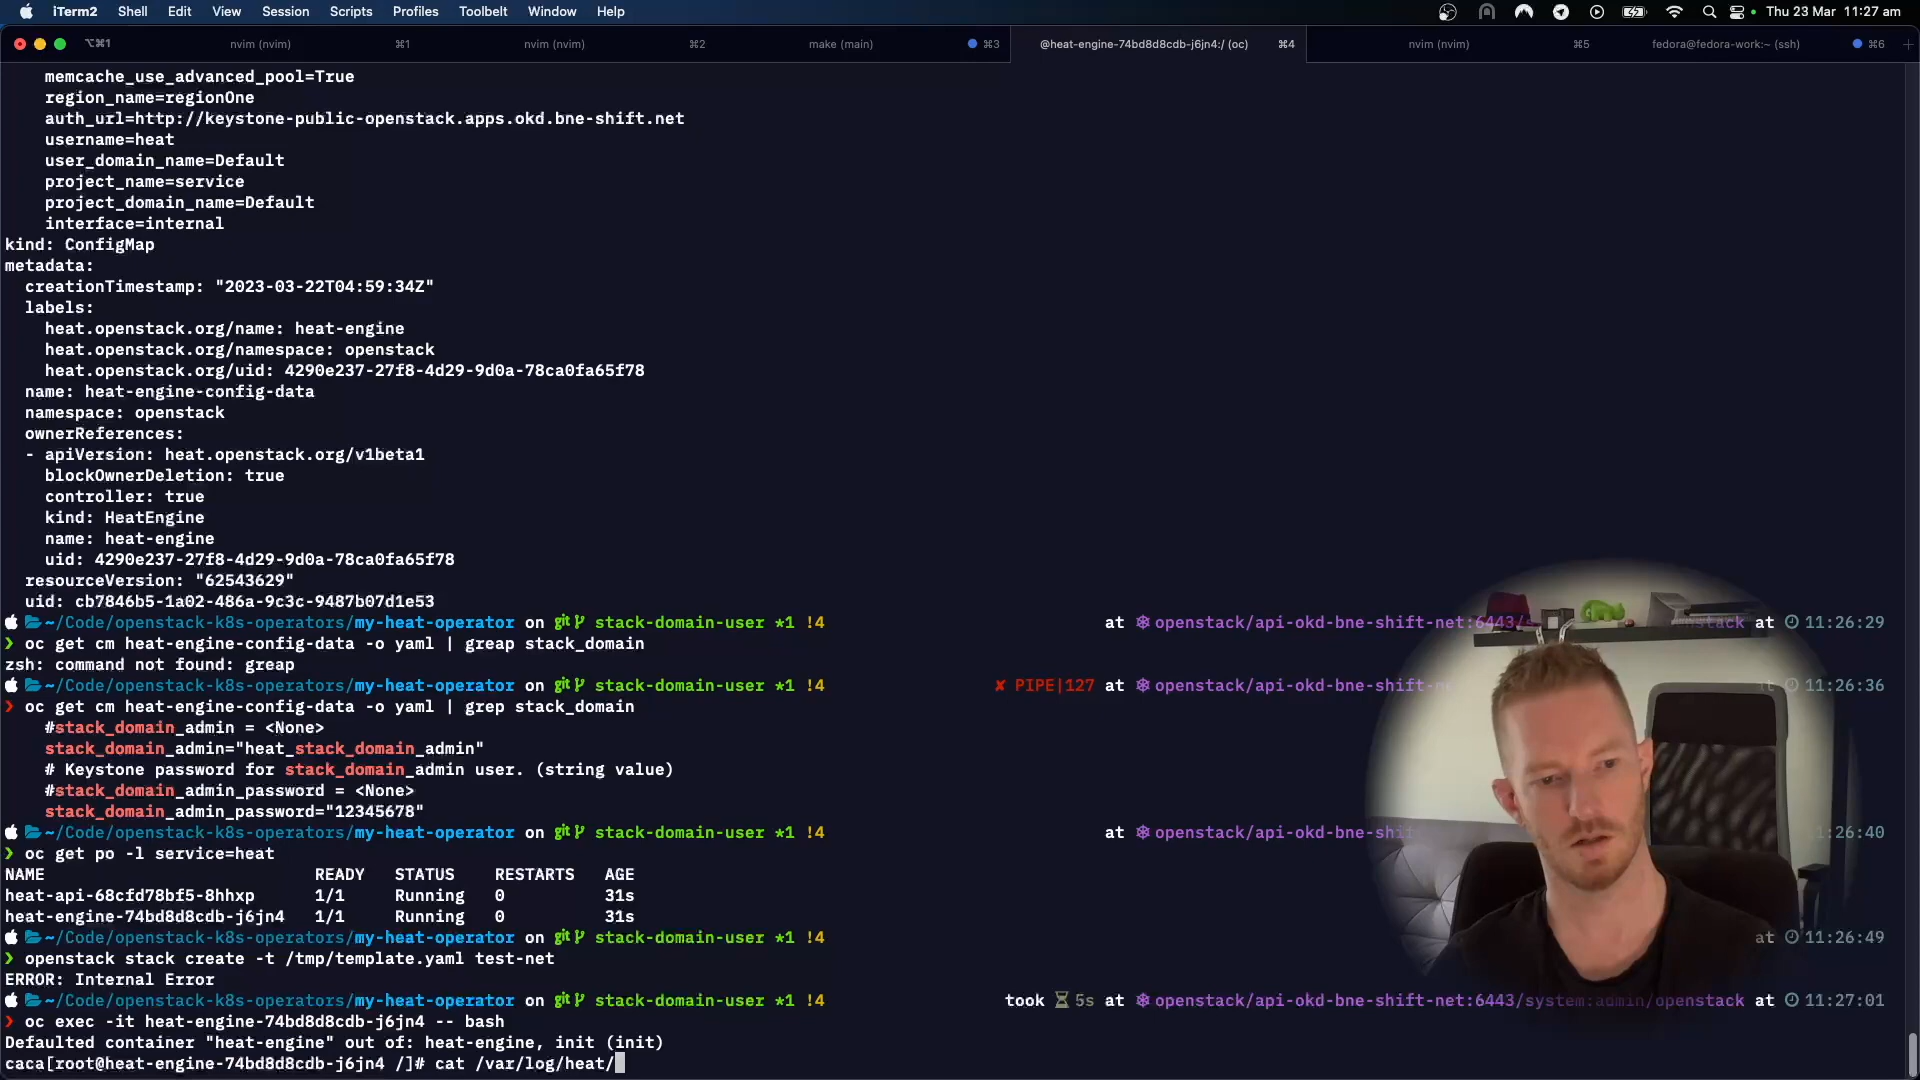 iTerm2 Shell Edit View Session Scripts Profiles Toolbelt Window Help Thu 23 Mar 11:27 am
⌥⌘1 nvim (nvim) ⌘1 nvim (nvim) ⌘2 make (main) ⌘3 @heat-engine-74bd8d8cdb-j6jn4:/ (oc) ⌘4 nvim (nvim) ⌘5 fedora@fedora-work:~ (ssh) ⌘6
memcache_use_advanced_pool=True
region_name=regionOne
auth_url=http://keystone-public-openstack.apps.okd.bne-shift.net
username=heat
user_domain_name=Default
project_name=service
project_domain_name=Default
interface=internal
kind: ConfigMap
metadata:
creationTimestamp: "2023-03-22T04:59:34Z"
labels:
heat.openstack.org/name: heat-engine
heat.openstack.org/namespace: openstack
heat.openstack.org/uid: 4290e237-27f8-4d29-9d0a-78ca0fa65f78
name: heat-engine-config-data
namespace: openstack
ownerReferences:
- apiVersion: heat.openstack.org/v1beta1
blockOwnerDeletion: true
controller: true
kind: HeatEngine
name: heat-engine
uid: 4290e237-27f8-4d29-9d0a-78ca0fa65f78
resourceVersion: "62543629"
uid: cb7846b5-1a02-486a-9c3c-9487b07d1e53
~/Code/openstack-k8s-operators/my-heat-operator on git stack-domain-user *1 !4 at openstack/api-okd-bne-shift-net:6443/s nstack at 11:26:29
❯ oc get cm heat-engine-config-data -o yaml | greap stack_domain
zsh: command not found: greap
~/Code/openstack-k8s-operators/my-heat-operator on git stack-domain-user *1 !4 ✘ PIPE|127 at openstack/api-okd-bne-shift-n t at 11:26:36
❯ oc get cm heat-engine-config-data -o yaml | grep stack_domain
#stack_domain_admin = <None>
stack_domain_admin="heat_stack_domain_admin"
# Keystone password for stack_domain_admin user. (string value)
#stack_domain_admin_password = <None>
stack_domain_admin_password="12345678"
~/Code/openstack-k8s-operators/my-heat-operator on git stack-domain-user *1 !4 at openstack/api-okd-bne-shif 1:26:40
❯ oc get po -l service=heat
NAME READY STATUS RESTARTS AGE
heat-api-68cfd78bf5-8hhxp 1/1 Running 0 31s
heat-engine-74bd8d8cdb-j6jn4 1/1 Running 0 31s
~/Code/openstack-k8s-operators/my-heat-operator on git stack-domain-user *1 !4 at 11:26:49
❯ openstack stack create -t /tmp/template.yaml test-net
ERROR: Internal Error
~/Code/openstack-k8s-operators/my-heat-operator on git stack-domain-user *1 !4 took 5s at openstack/api-okd-bne-shift-net:6443/system:admin/openstack at 11:27:01
❯ oc exec -it heat-engine-74bd8d8cdb-j6jn4 -- bash
Defaulted container "heat-engine" out of: heat-engine, init (init)
caca[root@heat-engine-74bd8d8cdb-j6jn4 /]# cat /var/log/heat/